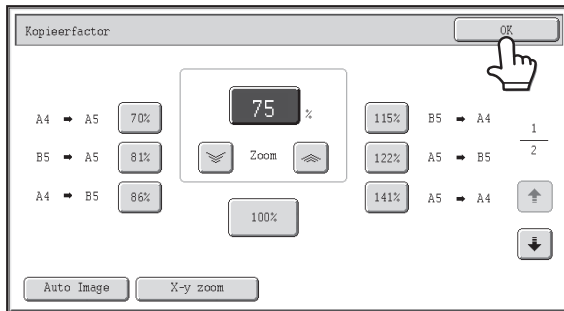 Kopieerfactor OK
75 %
A4 ➡ A5 70% 115% B5 ➡ A4
1
2
B5 ➡ A5 81% Zoom 122% A5 ➡ B5
A4 ➡ B5 86% 141% A5 ➡ A4
100%
Auto Image X-y zoom